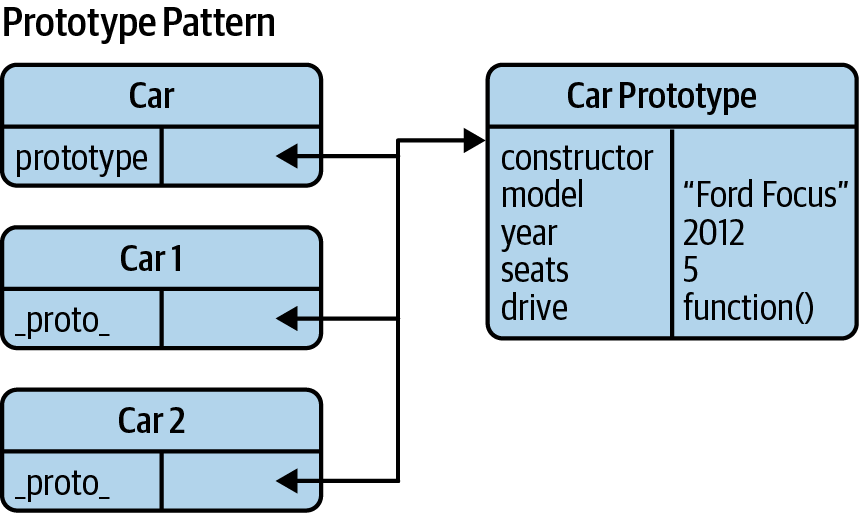 Prototype Pattern
Car
prototype
Car 1
_proto_
Car 2
_proto_
Car Prototype
constructor
model “Ford Focus”
year 2012
seats 5
drive function()